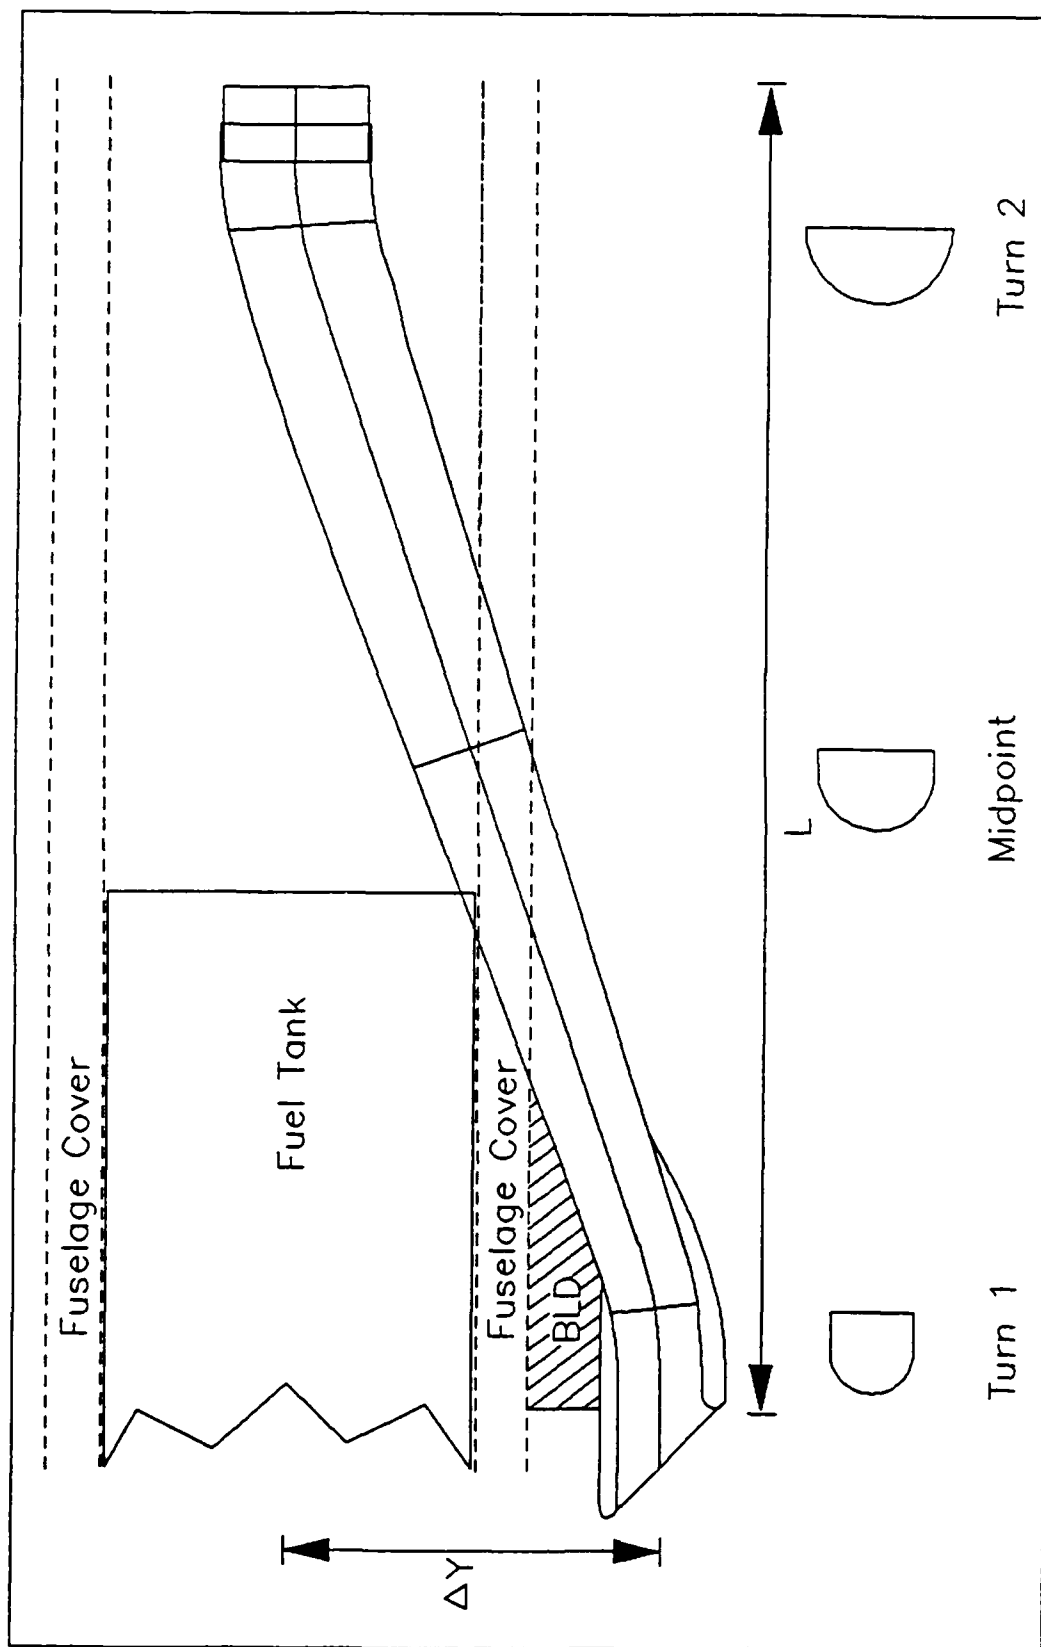 Fuselage Cover
Fuel Tank
Fuselage Cover
BLD
ΔY
L
Turn 1
Midpoint
Turn 2